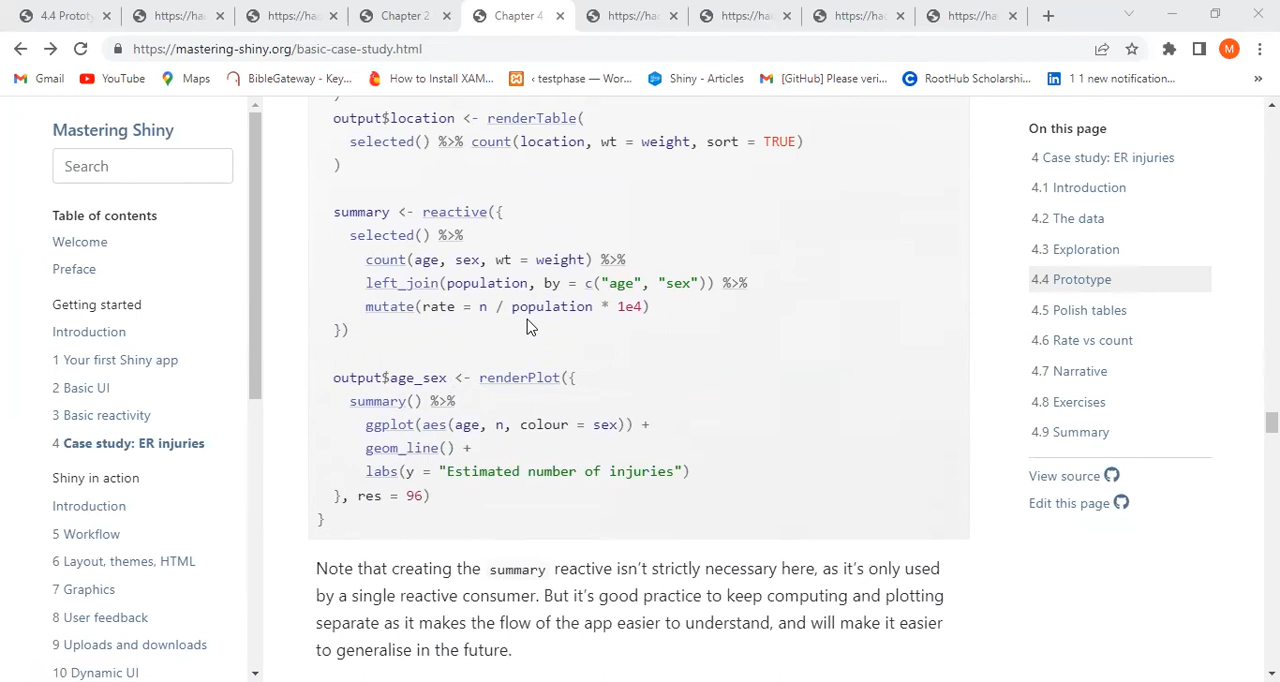 4.4 Protot
https://ha
https://ha
Chapter 2
Chapter 4
https://ha
https://ha
https://ha
https://ha
https://mastering-shiny.org/basic-case-study.html
M
Gmail
YouTube
Maps
BibleGateway - Key...
How to Install XAM...
‹ testphase — Wor...
Shiny - Articles
[GitHub] Please veri...
RootHub Scholarshi...
1 1 new notification...
»
Mastering Shiny
Search
Table of contents
Welcome
Preface
Getting started
Introduction
1 Your first Shiny app
2 Basic UI
3 Basic reactivity
4 Case study: ER injuries
Shiny in action
Introduction
5 Workflow
6 Layout, themes, HTML
7 Graphics
8 User feedback
9 Uploads and downloads
10 Dynamic UI
)
output$location <- renderTable(
selected() %>% count(location, wt = weight, sort = TRUE)
)
summary <- reactive({
selected() %>%
count(age, sex, wt = weight) %>%
left_join(population, by = c("age", "sex")) %>%
mutate(rate = n / population * 1e4)
})
output$age_sex <- renderPlot({
summary() %>%
ggplot(aes(age, n, colour = sex)) +
geom_line() +
labs(y = "Estimated number of injuries")
}, res = 96)
}
Note that creating the summary reactive isn’t strictly necessary here, as it’s only used
by a single reactive consumer. But it’s good practice to keep computing and plotting
separate as it makes the flow of the app easier to understand, and will make it easier
to generalise in the future.
On this page
4 Case study: ER injuries
4.1 Introduction
4.2 The data
4.3 Exploration
4.4 Prototype
4.5 Polish tables
4.6 Rate vs count
4.7 Narrative
4.8 Exercises
4.9 Summary
View source
Edit this page